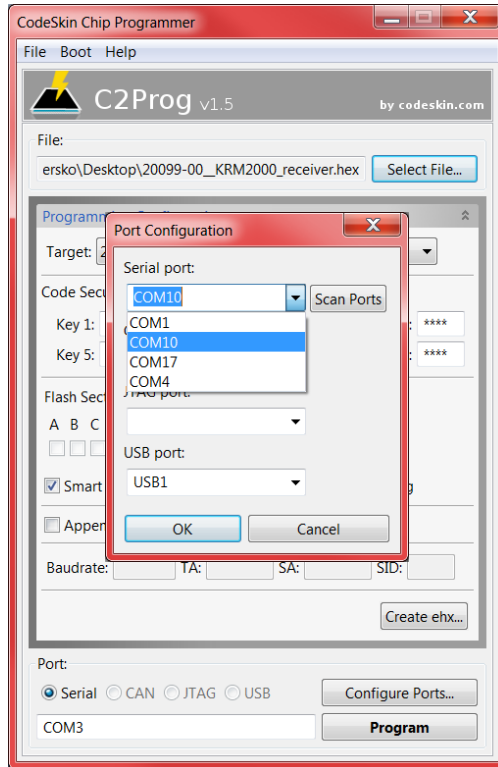 CodeSkin Chip Programmer
File Boot Help
C2Prog v1.5 by codeskin.com
File:
ersko\Desktop\20099-00__KRM2000_receiver.hex Select File...
Port Configuration
Target: 2
Serial port:
COM10 Scan Ports
COM1
COM10
COM17
COM4
Key 1: ****
Key 5: ****
Flash Sect
JTAG port:
A B C
USB port:
USB1
Smart
OK Cancel
Baudrate: TA: SA: SID:
Create ehx...
Port:
Serial CAN JTAG USB Configure Ports...
COM3 Program